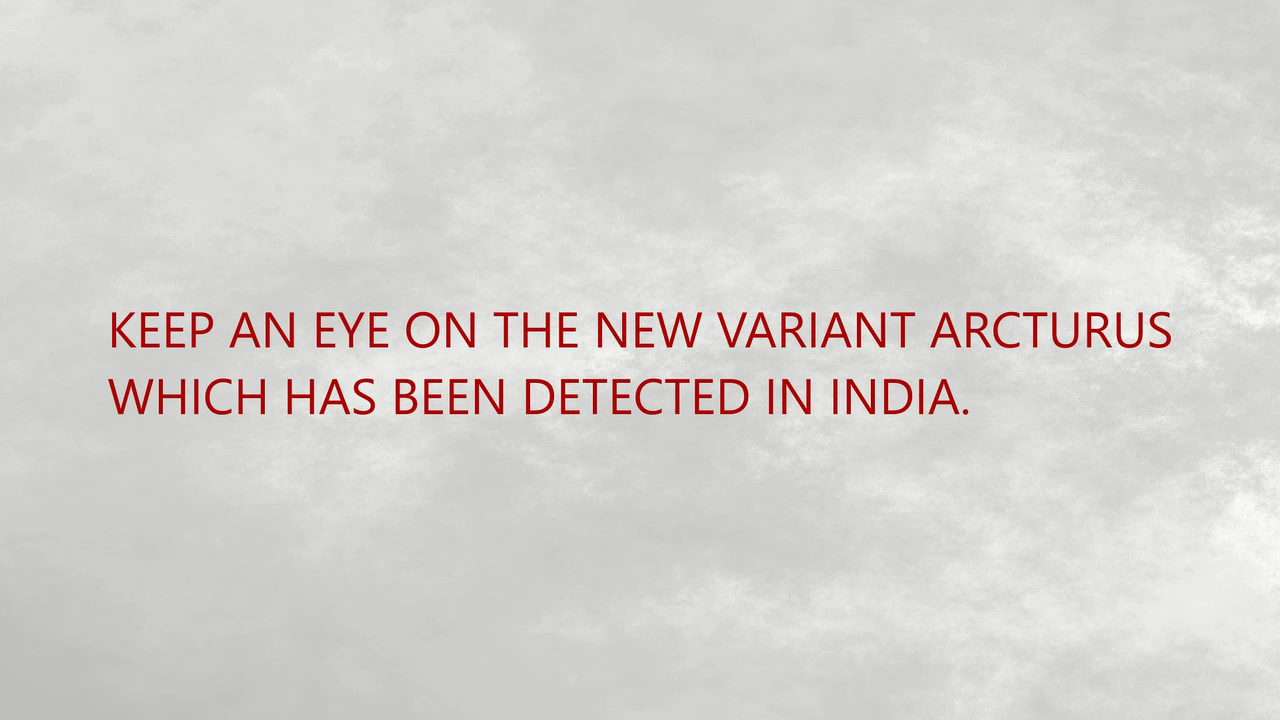 KEEP AN EYE ON THE NEW VARIANT ARCTURUS
WHICH HAS BEEN DETECTED IN INDIA.